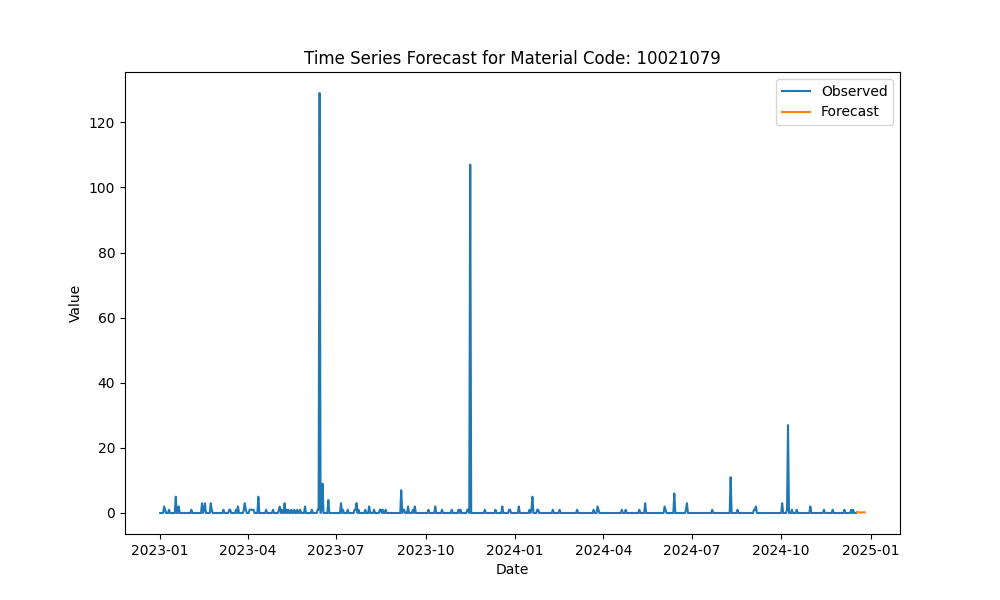 Time Series Forecast for Material Code: 10021079
Observed
Forecast
Value
120
100
80
60
40
20
0
2023-01 2023-04 2023-07 2023-10 2024-01 2024-04 2024-07 2024-10 2025-01
Date